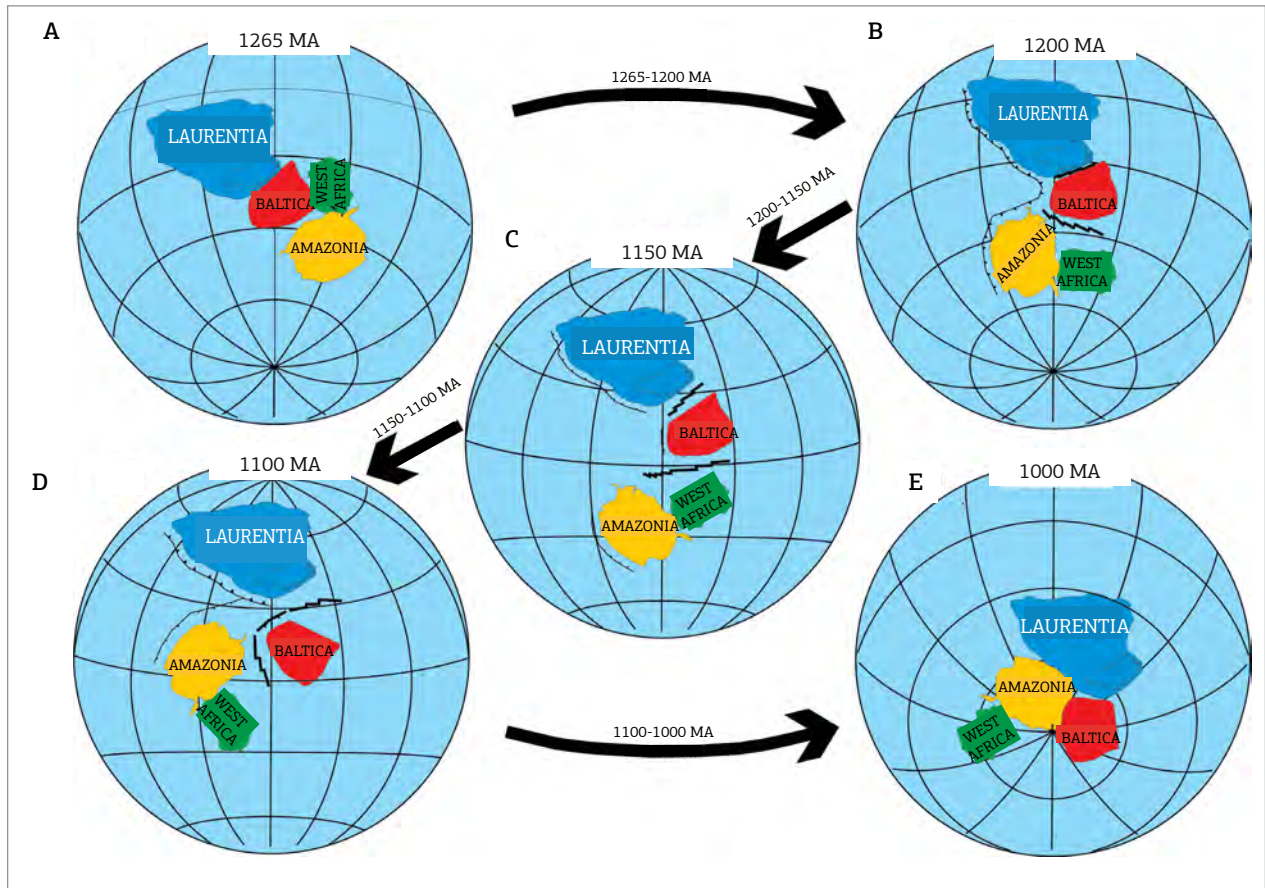 A
1265 MA
LAURENTIA
BALTICA
WEST
AFRICA
AMAZONIA
1265-1200 MA
B
1200 MA
LAURENTIA
BALTICA
AMAZONIA
WEST
AFRICA
1200-1150 MA
C
1150 MA
LAURENTIA
BALTICA
WEST
AFRICA
AMAZONIA
1150-1100 MA
D
1100 MA
LAURENTIA
AMAZONIA
BALTICA
WEST
AFRICA
1100-1000 MA
E
1000 MA
LAURENTIA
AMAZONIA
WEST
AFRICA
BALTICA